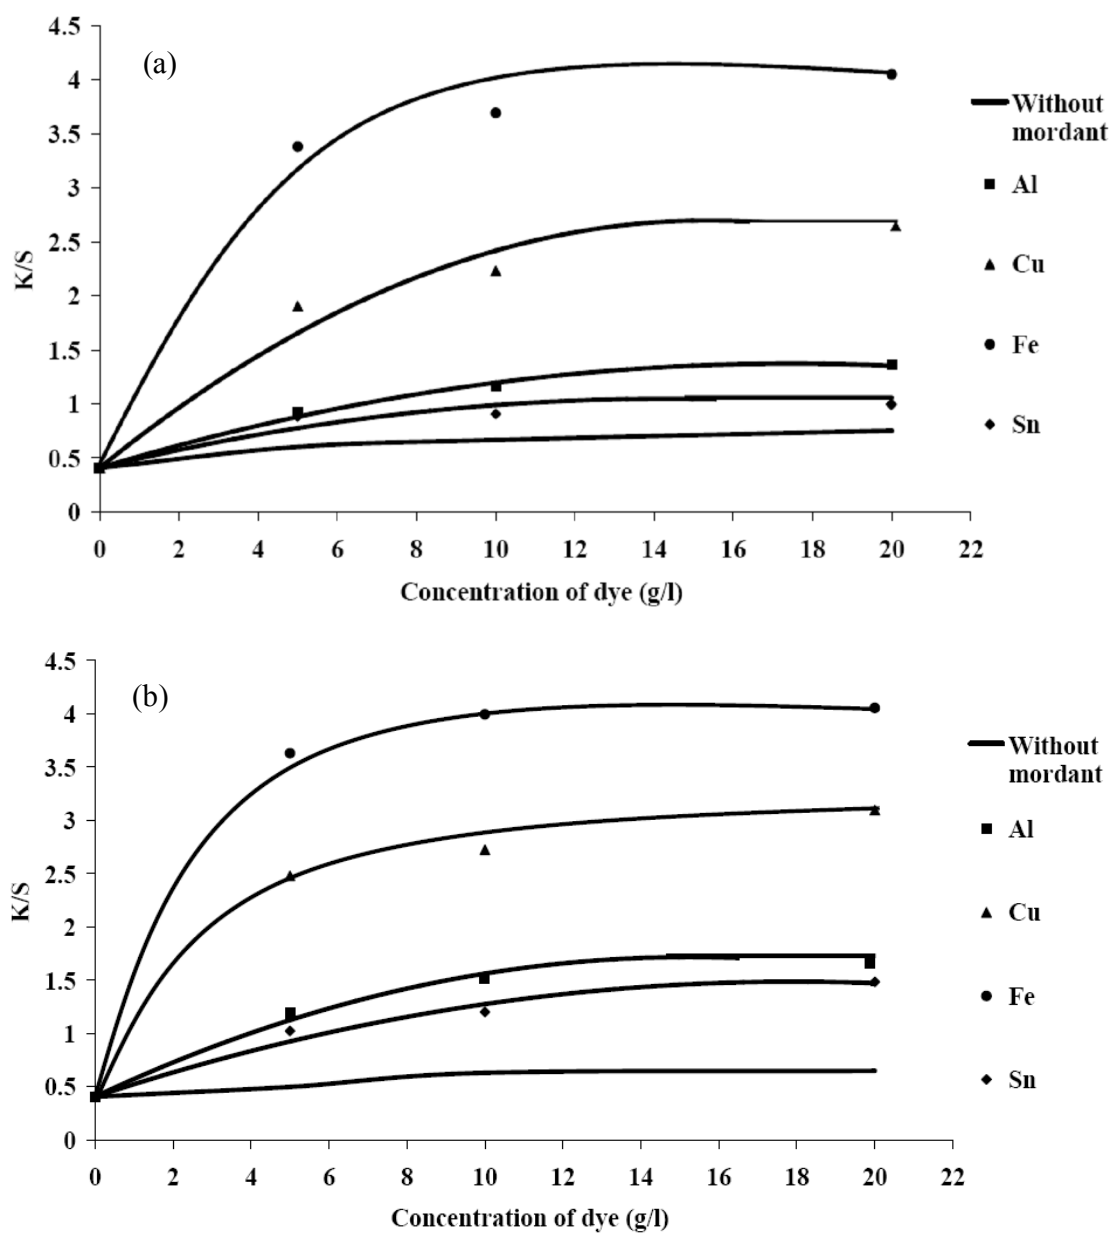 (a)
4.5
4
3.5
3
2.5
2
1.5
1
0.5
0
K/S
0 2 4 6 8 10 12 14 16 18 20 22
Concentration of dye (g/l)
Without
mordant
Al
Cu
Fe
Sn
(b)
4.5
4
3.5
3
2.5
2
1.5
1
0.5
0
K/S
0 2 4 6 8 10 12 14 16 18 20 22
Concentration of dye (g/l)
Without
mordant
Al
Cu
Fe
Sn